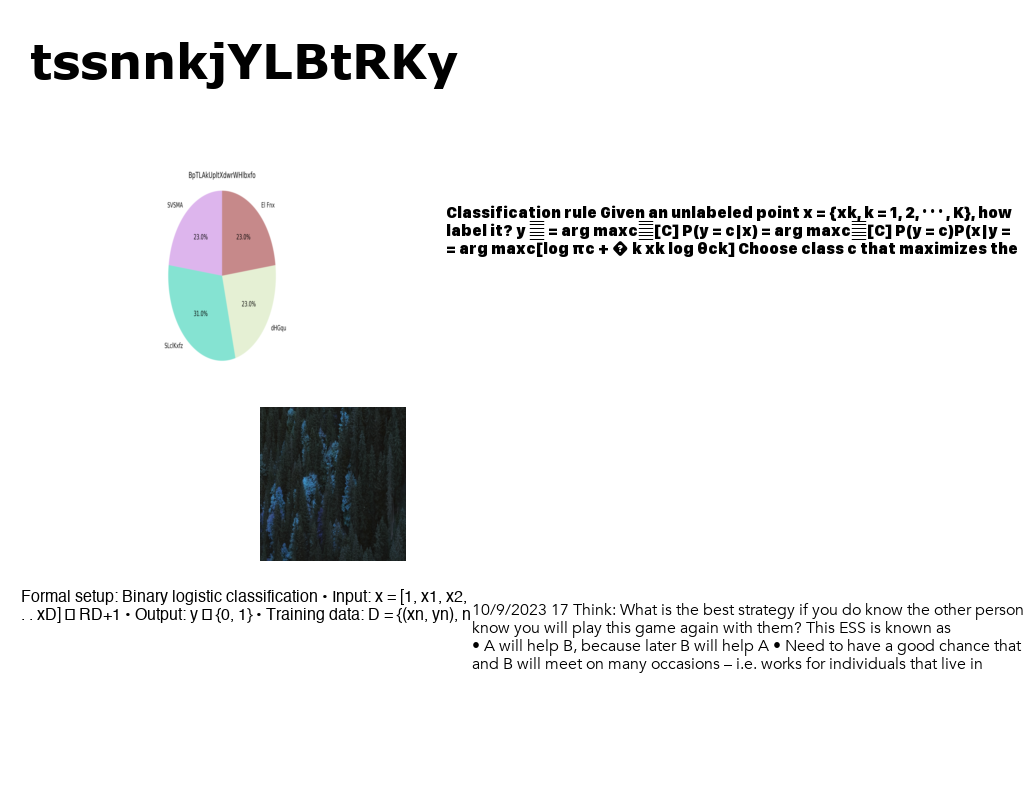 tssnnkjYLBtRKy
BpTLAkUpltXdwrWHlbxfo
SVSMA
El Fnx
23.0%
23.0%
23.0%
31.0%
dHGqu
Classification rule Given an unlabeled point x = {xk, k = 1, 2, · · · , K}, how
label it? y = arg maxc [C] P(y = c|x) = arg maxc [C] P(y = c)P(x|y =
= arg maxc[log πc + � k xk log θck] Choose class c that maximizes the
Formal setup: Binary logistic classification • Input: x = [1, x1, x2,
. . xD] RD+1 • Output: y {0, 1} • Training data: D = {(xn, yn), n
10/9/2023 17 Think: What is the best strategy if you do know the other person
know you will play this game again with them? This ESS is known as
• A will help B, because later B will help A • Need to have a good chance that
and B will meet on many occasions – i.e. works for individuals that live in